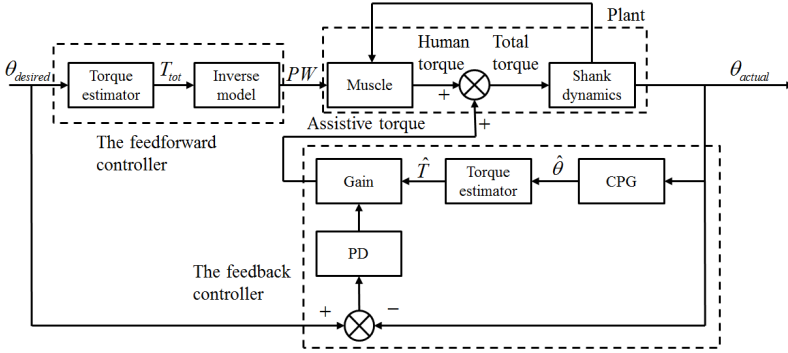 Plant
θdesired
Torque
estimator
Ttot
Inverse
model
PW
Muscle
Human
torque
+
Total
torque
Shank
dynamics
θactual
The feedforward
controller
Assistive torque
+
Gain
T̂
Torque
estimator
θ̂
CPG
PD
The feedback
controller
+
−